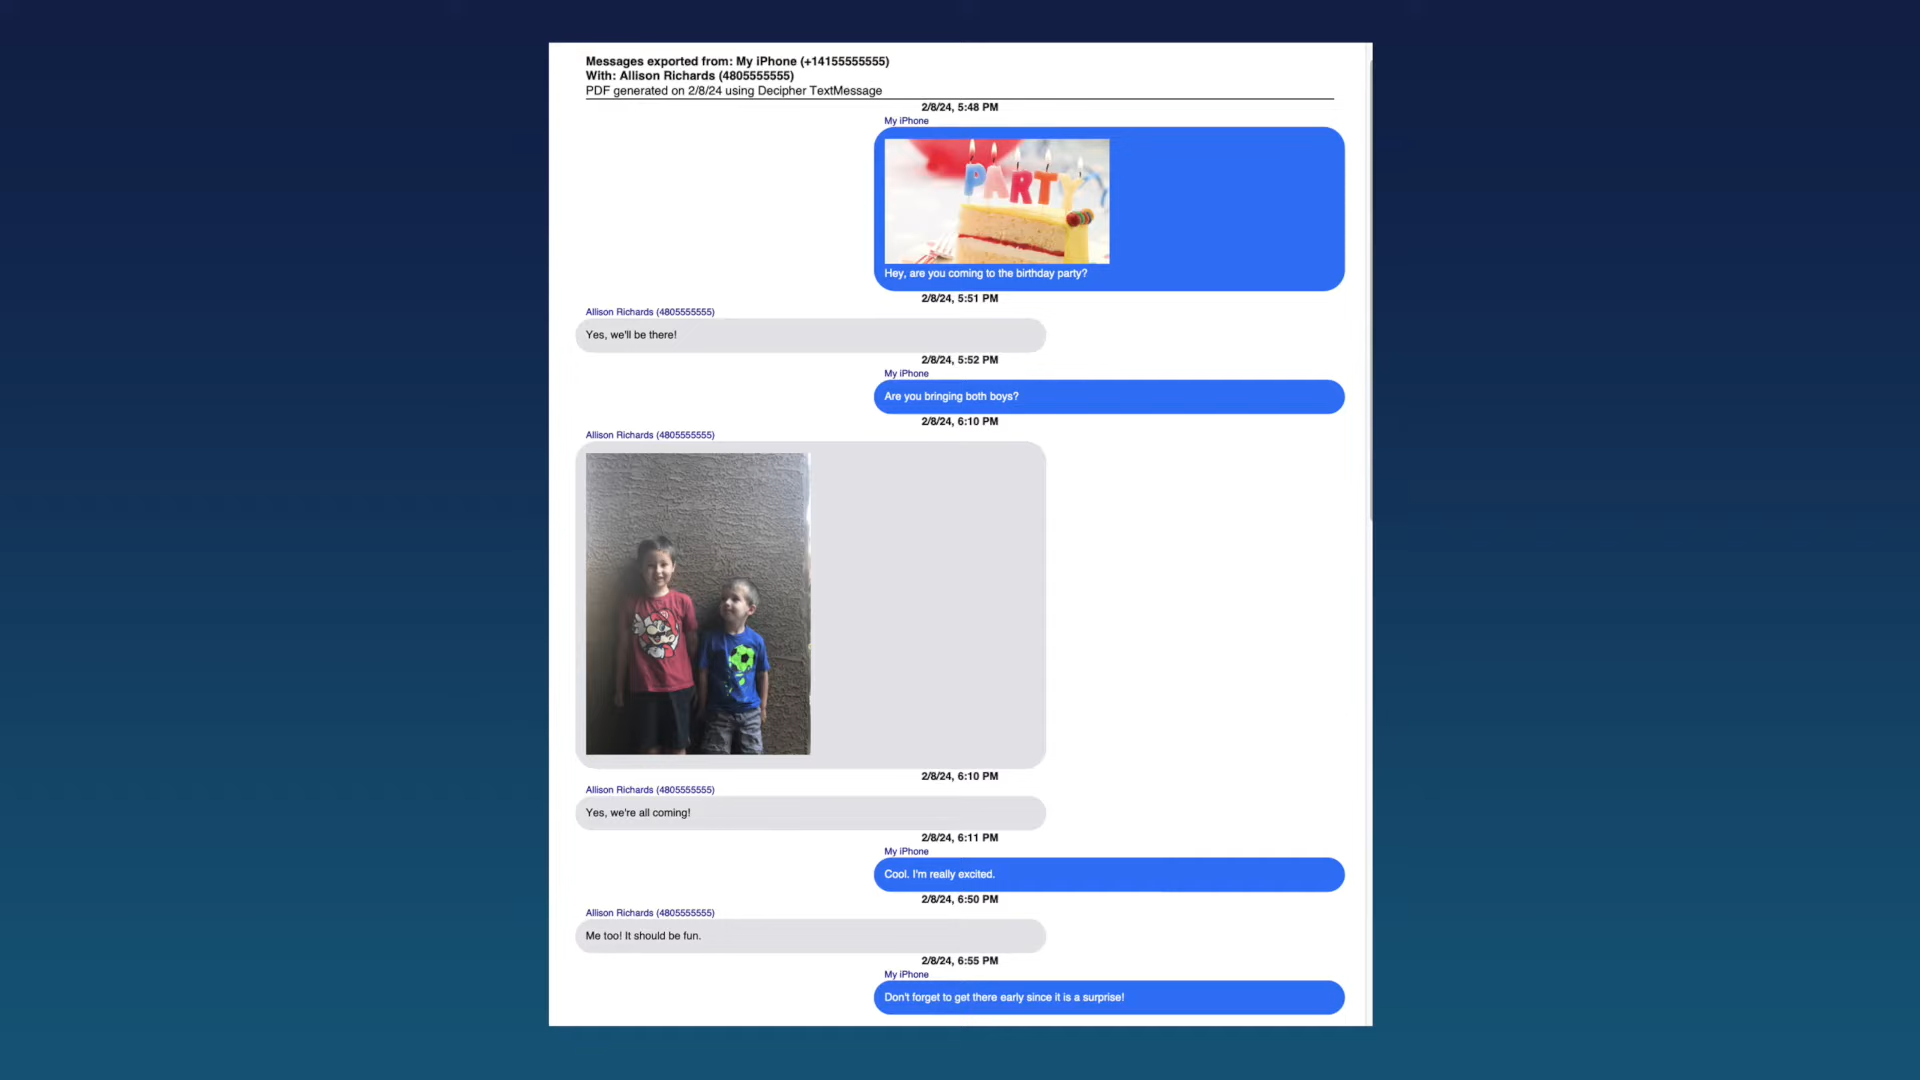 Messages exported from: My iPhone (+14155555555)
With: Allison Richards (4805555555)
PDF generated on 2/8/24 using Decipher TextMessage
2/8/24, 5:48 PM
My iPhone
PARTY
Hey, are you coming to the birthday party?
2/8/24, 5:51 PM
Allison Richards (4805555555)
Yes, we'll be there!
2/8/24, 5:52 PM
My iPhone
Are you bringing both boys?
2/8/24, 6:10 PM
Allison Richards (4805555555)
2/8/24, 6:10 PM
Allison Richards (4805555555)
Yes, we're all coming!
2/8/24, 6:11 PM
My iPhone
Cool. I'm really excited.
2/8/24, 6:50 PM
Allison Richards (4805555555)
Me too! It should be fun.
2/8/24, 6:55 PM
My iPhone
Don't forget to get there early since it is a surprise!